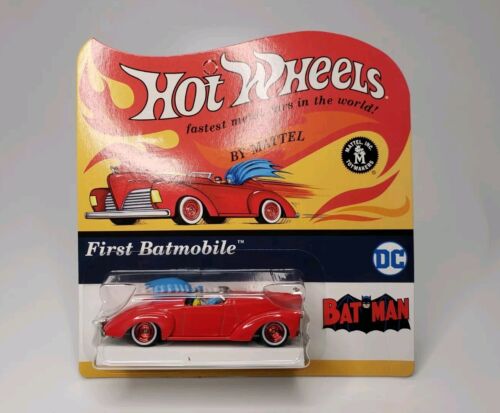 HOT WHEELS
fastest metal cars in the world!
BY MATTEL
MATTEL, INC.
M
TOYMAKERS
®
First Batmobile™
DC
BATMAN